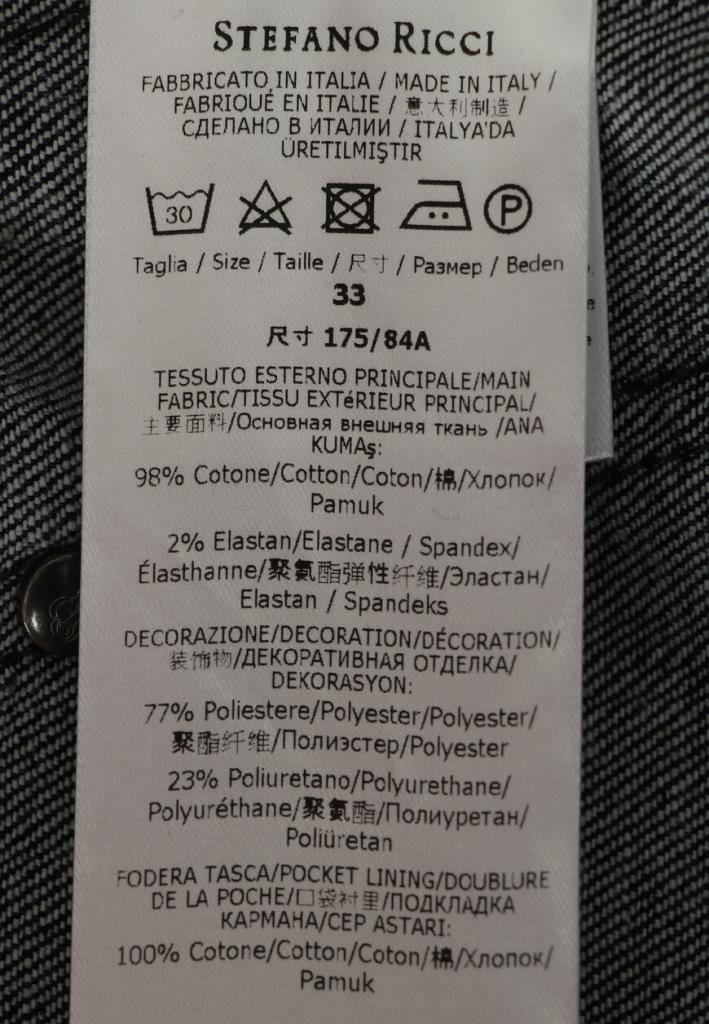 STEFANO RICCI
FABBRICATO IN ITALIA / MADE IN ITALY /
FABRIQUÉ EN ITALIE / 意大利制造 /
СДЕЛАНО В ИТАЛИИ / ITALYA'DA
ÜRETILMIŞTIR
30 P
Taglia / Size / Taille / 尺寸 / Размер / Beden
33
尺寸 175/84A
TESSUTO ESTERNO PRINCIPALE/MAIN
FABRIC/TISSU EXTéRIEUR PRINCIPAL/
主要面料/Основная внешняя ткань /ANA
KUMAş:
98% Cotone/Cotton/Coton/棉/Хлопок/
Pamuk
2% Elastan/Elastane / Spandex/
Élasthanne/聚氨酯弹性纤维/Эластан/
Elastan / Spandeks
DECORAZIONE/DECORATION/DÉCORATION/
装饰物/ДЕКОРАТИВНАЯ ОТДЕЛКА/
DEKORASYON:
77% Poliestere/Polyester/Polyester/
聚酯纤维/Полиэстер/Polyester
23% Poliuretano/Polyurethane/
Polyuréthane/聚氨酯/Полиуретан/
Poliüretan
FODERA TASCA/POCKET LINING/DOUBLURE
DE LA POCHE/口袋衬里/ПОДКЛАДКА
КАРМАНА/CEP ASTARI:
100% Cotone/Cotton/Coton/棉/Хлопок/
Pamuk